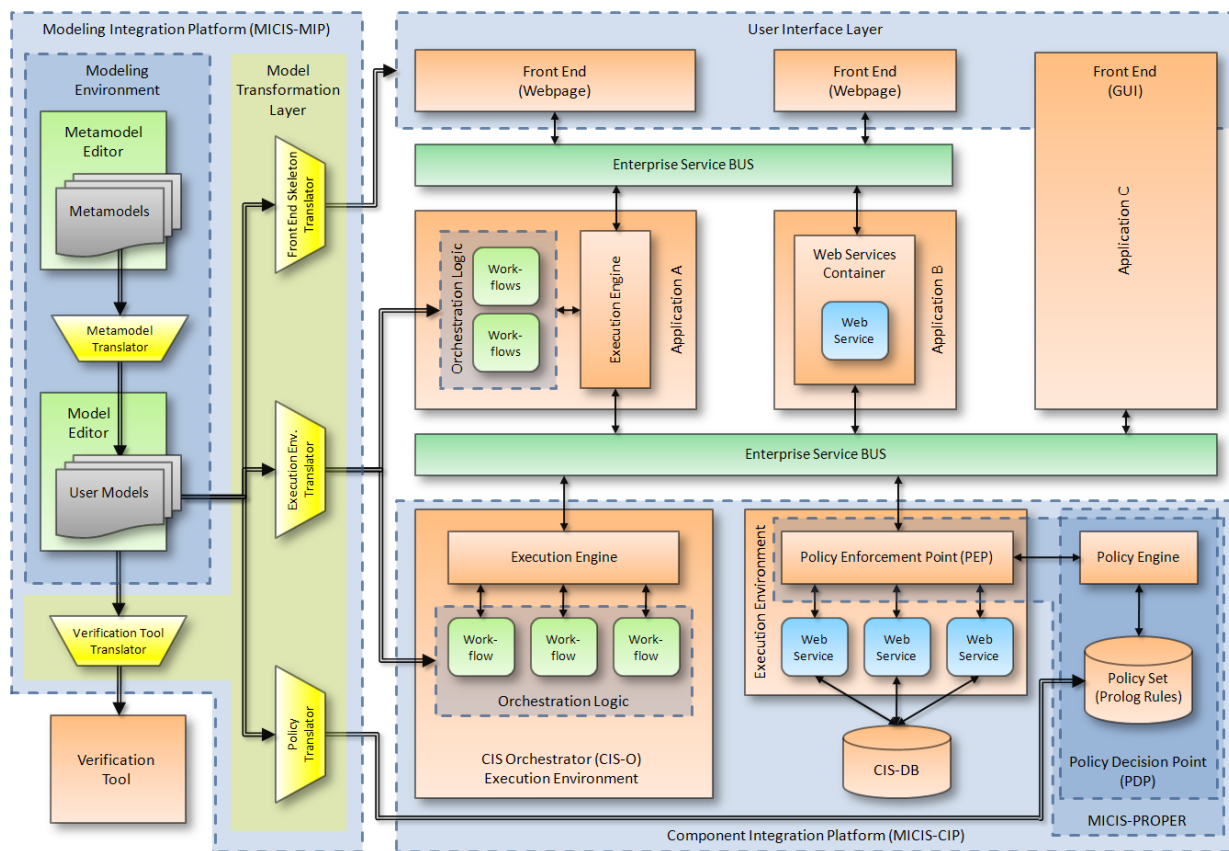 Modeling Integration Platform (MICIS-MIP)
Modeling
Environment
Metamodel
Editor
Metamodels
Metamodel
Translator
Model
Editor
User Models
Verification Tool
Translator
Verification
Tool
Model
Transformation
Layer
Front End Skeleton
Translator
Execution Env.
Translator
Policy
Translator
User Interface Layer
Front End
(Webpage)
Front End
(Webpage)
Front End
(GUI)
Application C
Enterprise Service BUS
Orchestration Logic
Work-
flows
Work-
flows
Execution Engine
Application A
Web Services
Container
Web
Service
Application B
Enterprise Service BUS
Execution Engine
Work-
flow
Work-
flow
Work-
flow
Orchestration Logic
CIS Orchestrator (CIS-O)
Execution Environment
Execution Environment
Policy Enforcement Point (PEP)
Web
Service
Web
Service
Web
Service
CIS-DB
Policy Engine
Policy Set
(Prolog Rules)
Policy Decision Point
(PDP)
MICIS-PROPER
Component Integration Platform (MICIS-CIP)